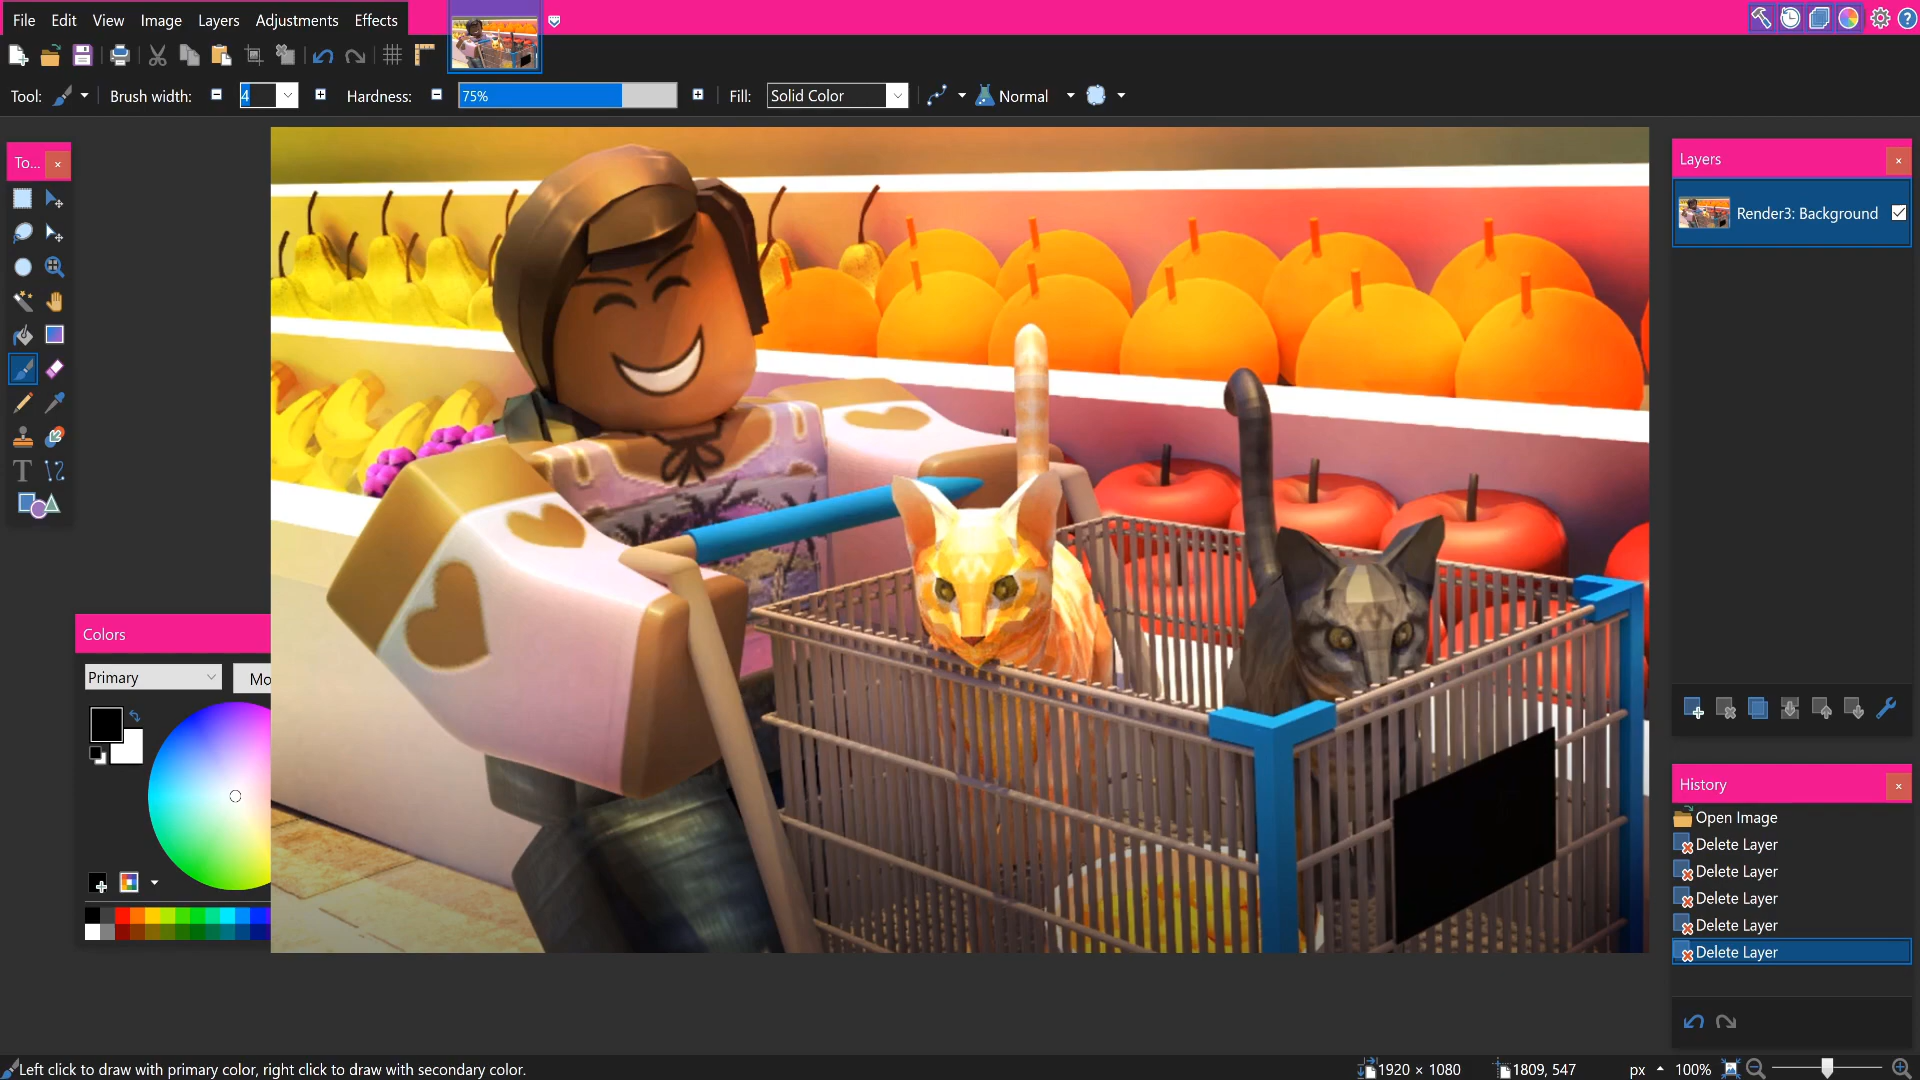 File Edit View Image Layers Adjustments Effects
Tool: Brush width: 4 Hardness: 75% Fill: Solid Color Normal
To...
Layers
Render3: Background
Colors
Primary
Mo
History
Open Image
Delete Layer
Delete Layer
Delete Layer
Delete Layer
Delete Layer
Left click to draw with primary color, right click to draw with secondary color.
1920 × 1080 1809, 547 px 100%